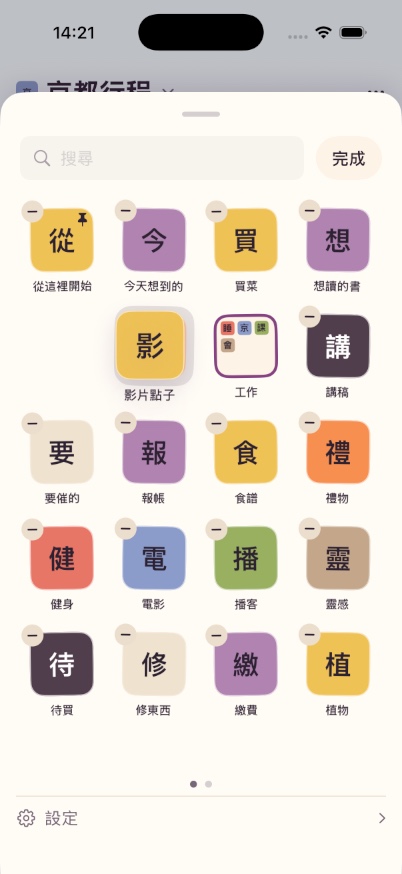 14:21
京都行程
搜尋
完成
從 今 買 想
從這裡開始 今天想到的 買菜 想讀的書
影 講
影片點子 工作 講稿
要 報 食 禮
要催的 報帳 食譜 禮物
健 電 播 靈
健身 電影 播客 靈感
待 修 繳 植
待買 修東西 繳費 植物
設定